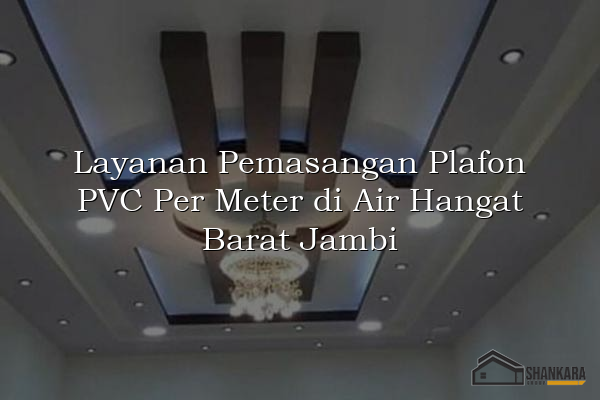 Layanan Pemasangan Plafon
PVC Per Meter di Air Hangat
Barat Jambi
SHANKARA